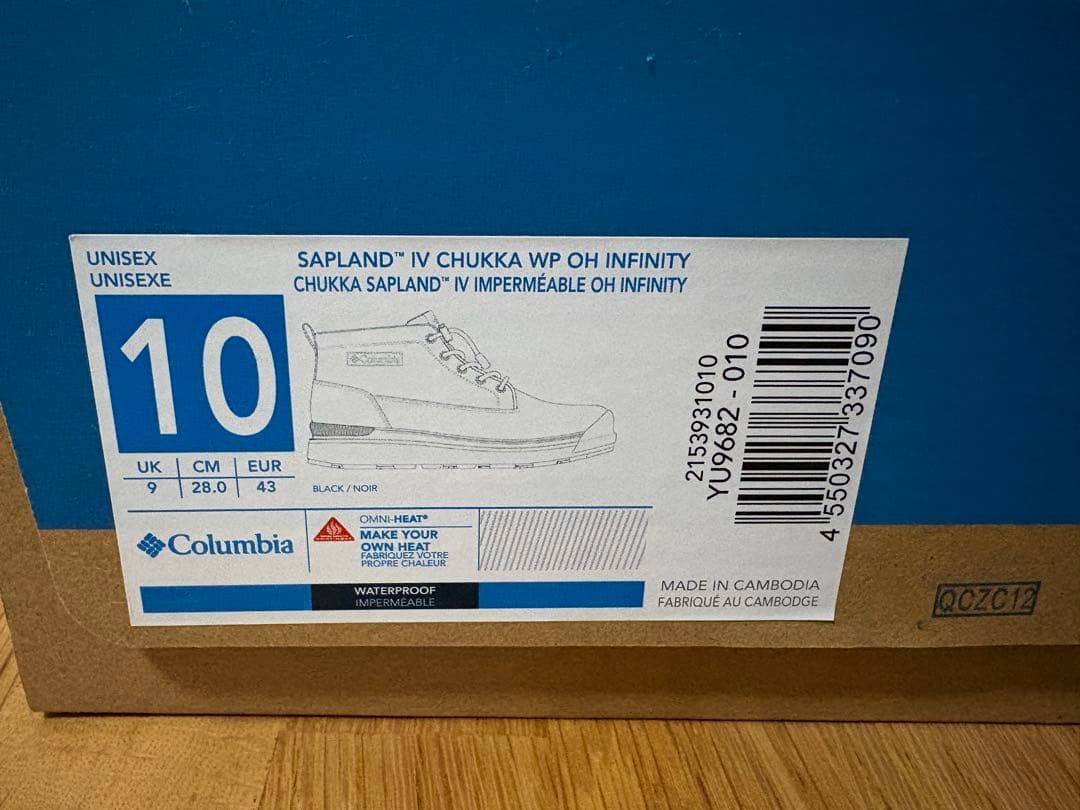 UNISEX
UNISEXE
10
UK CM EUR
9 28.0 43
SAPLAND™ IV CHUKKA WP OH INFINITY
CHUKKA SAPLAND™ IV IMPERMÉABLE OH INFINITY
Columbia
BLACK / NOIR
2153931010
YU9682 - 010
4 550327 337090
Columbia
OMNI-HEAT®
MAKE YOUR
OWN HEAT
FABRIQUEZ VOTRE
PROPRE CHALEUR
WATERPROOF
IMPERMÉABLE
MADE IN CAMBODIA
FABRIQUÉ AU CAMBODGE
QCZC12